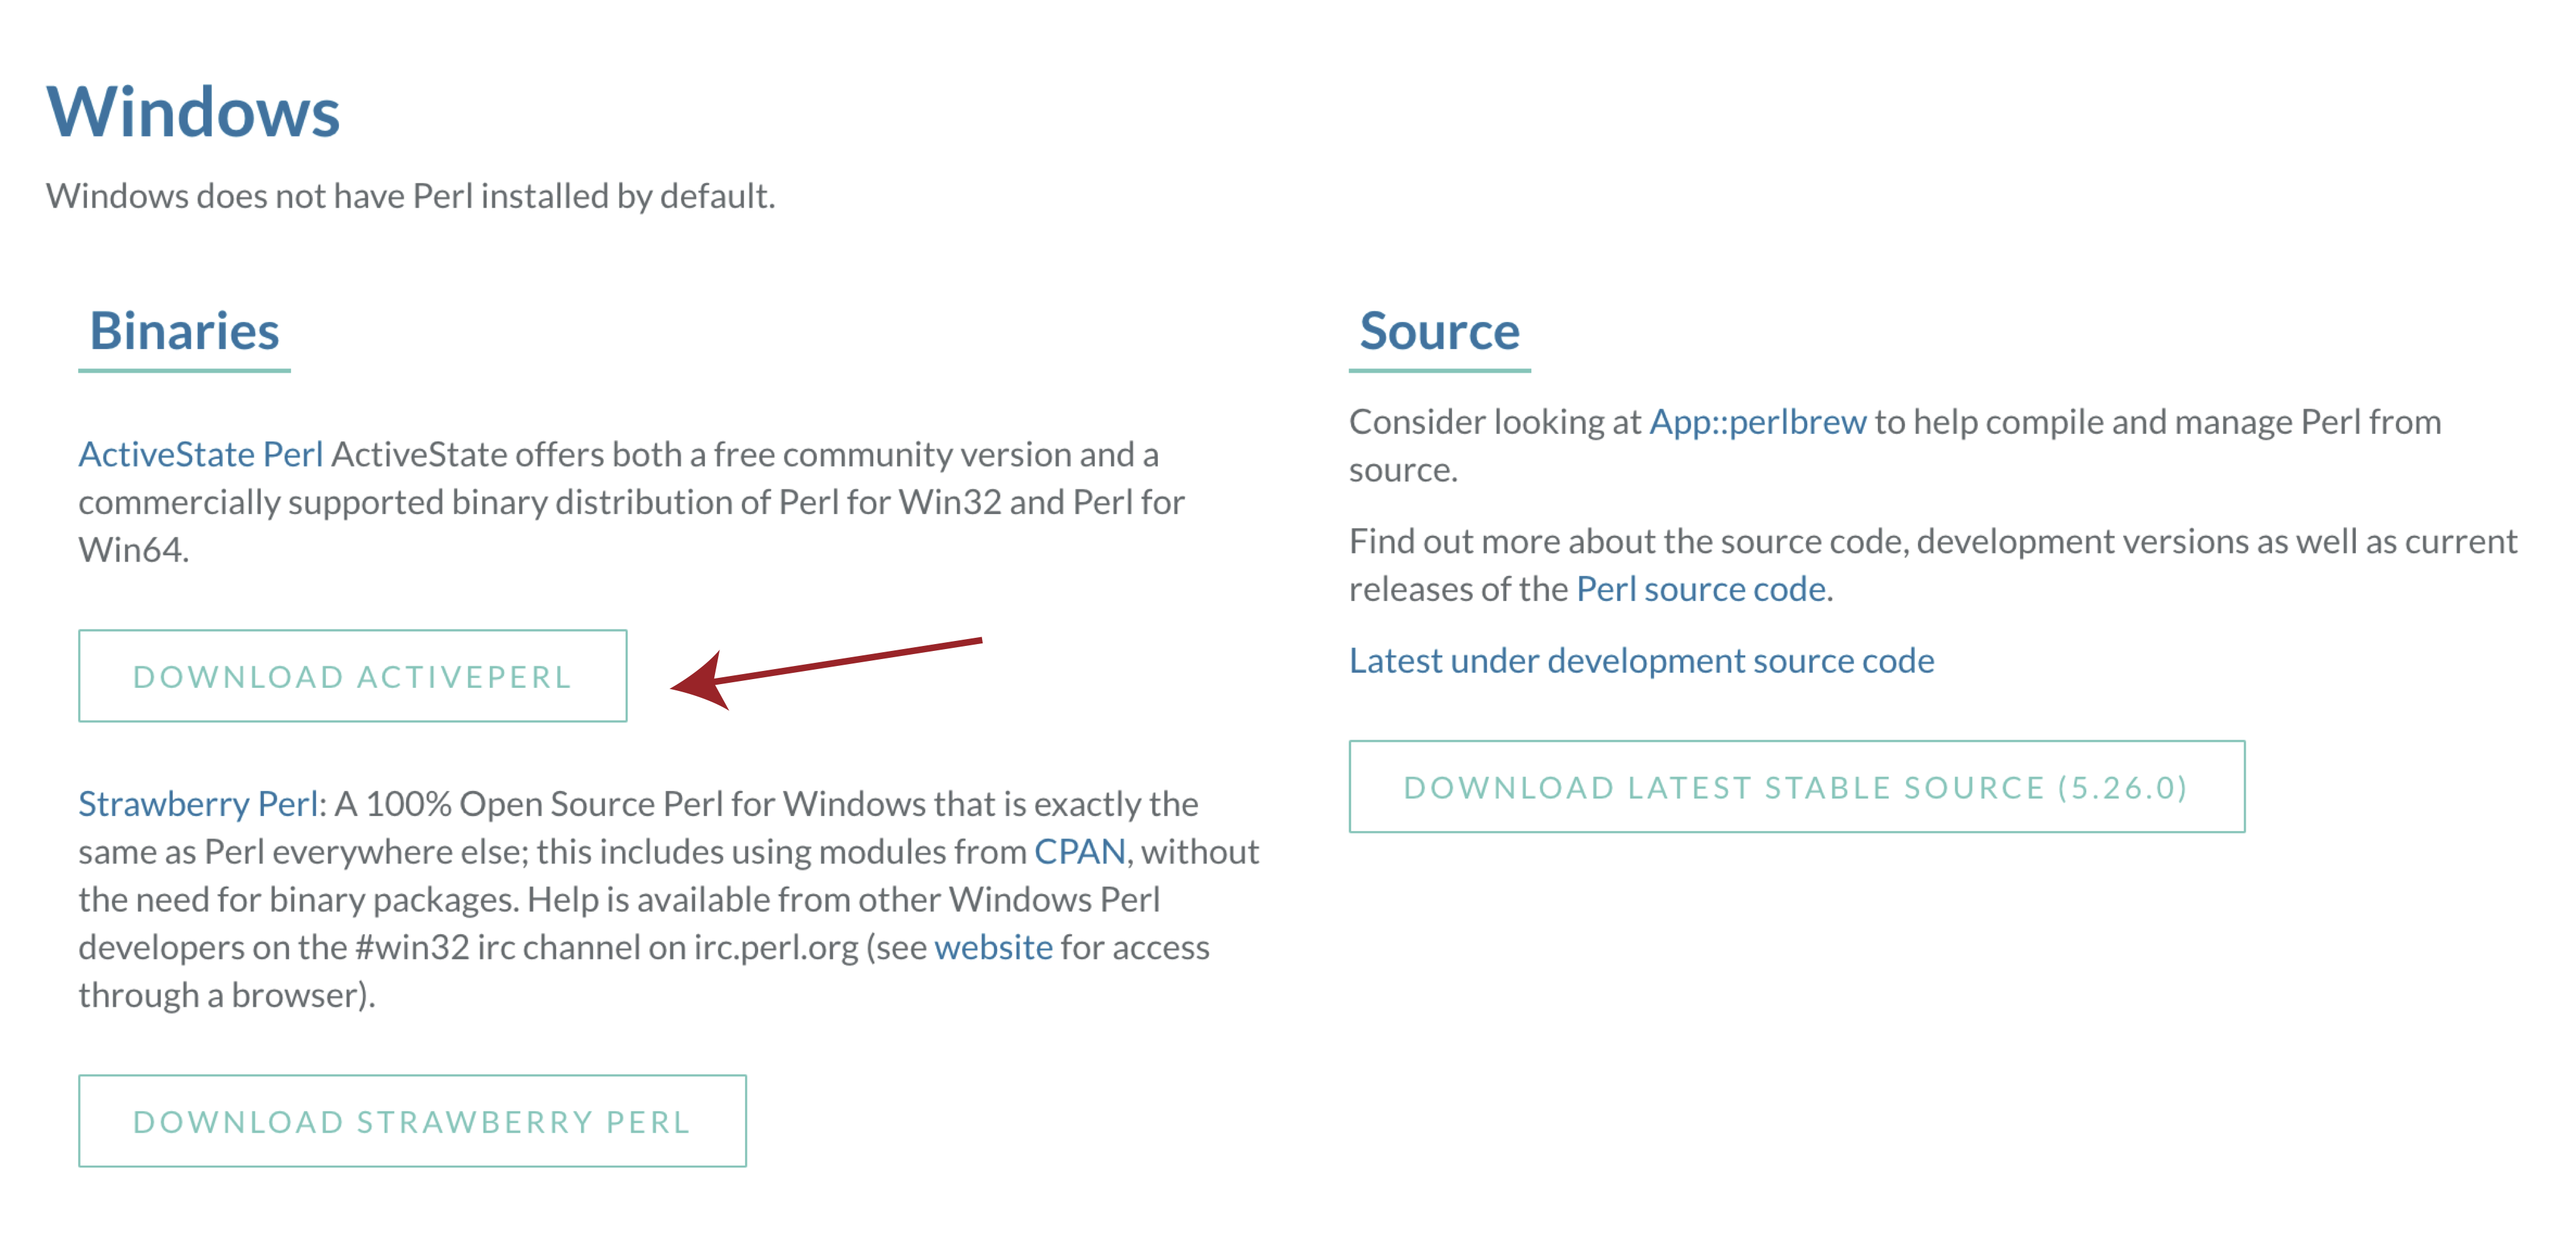 Windows
Windows does not have Perl installed by default.
Binaries
ActiveState Perl ActiveState offers both a free community version and a
commercially supported binary distribution of Perl for Win32 and Perl for
Win64.
DOWNLOAD ACTIVEPERL
Strawberry Perl: A 100% Open Source Perl for Windows that is exactly the
same as Perl everywhere else; this includes using modules from CPAN, without
the need for binary packages. Help is available from other Windows Perl
developers on the #win32 irc channel on irc.perl.org (see website for access
through a browser).
DOWNLOAD STRAWBERRY PERL
Source
Consider looking at App::perlbrew to help compile and manage Perl from
source.
Find out more about the source code, development versions as well as current
releases of the Perl source code.
Latest under development source code
DOWNLOAD LATEST STABLE SOURCE (5.26.0)